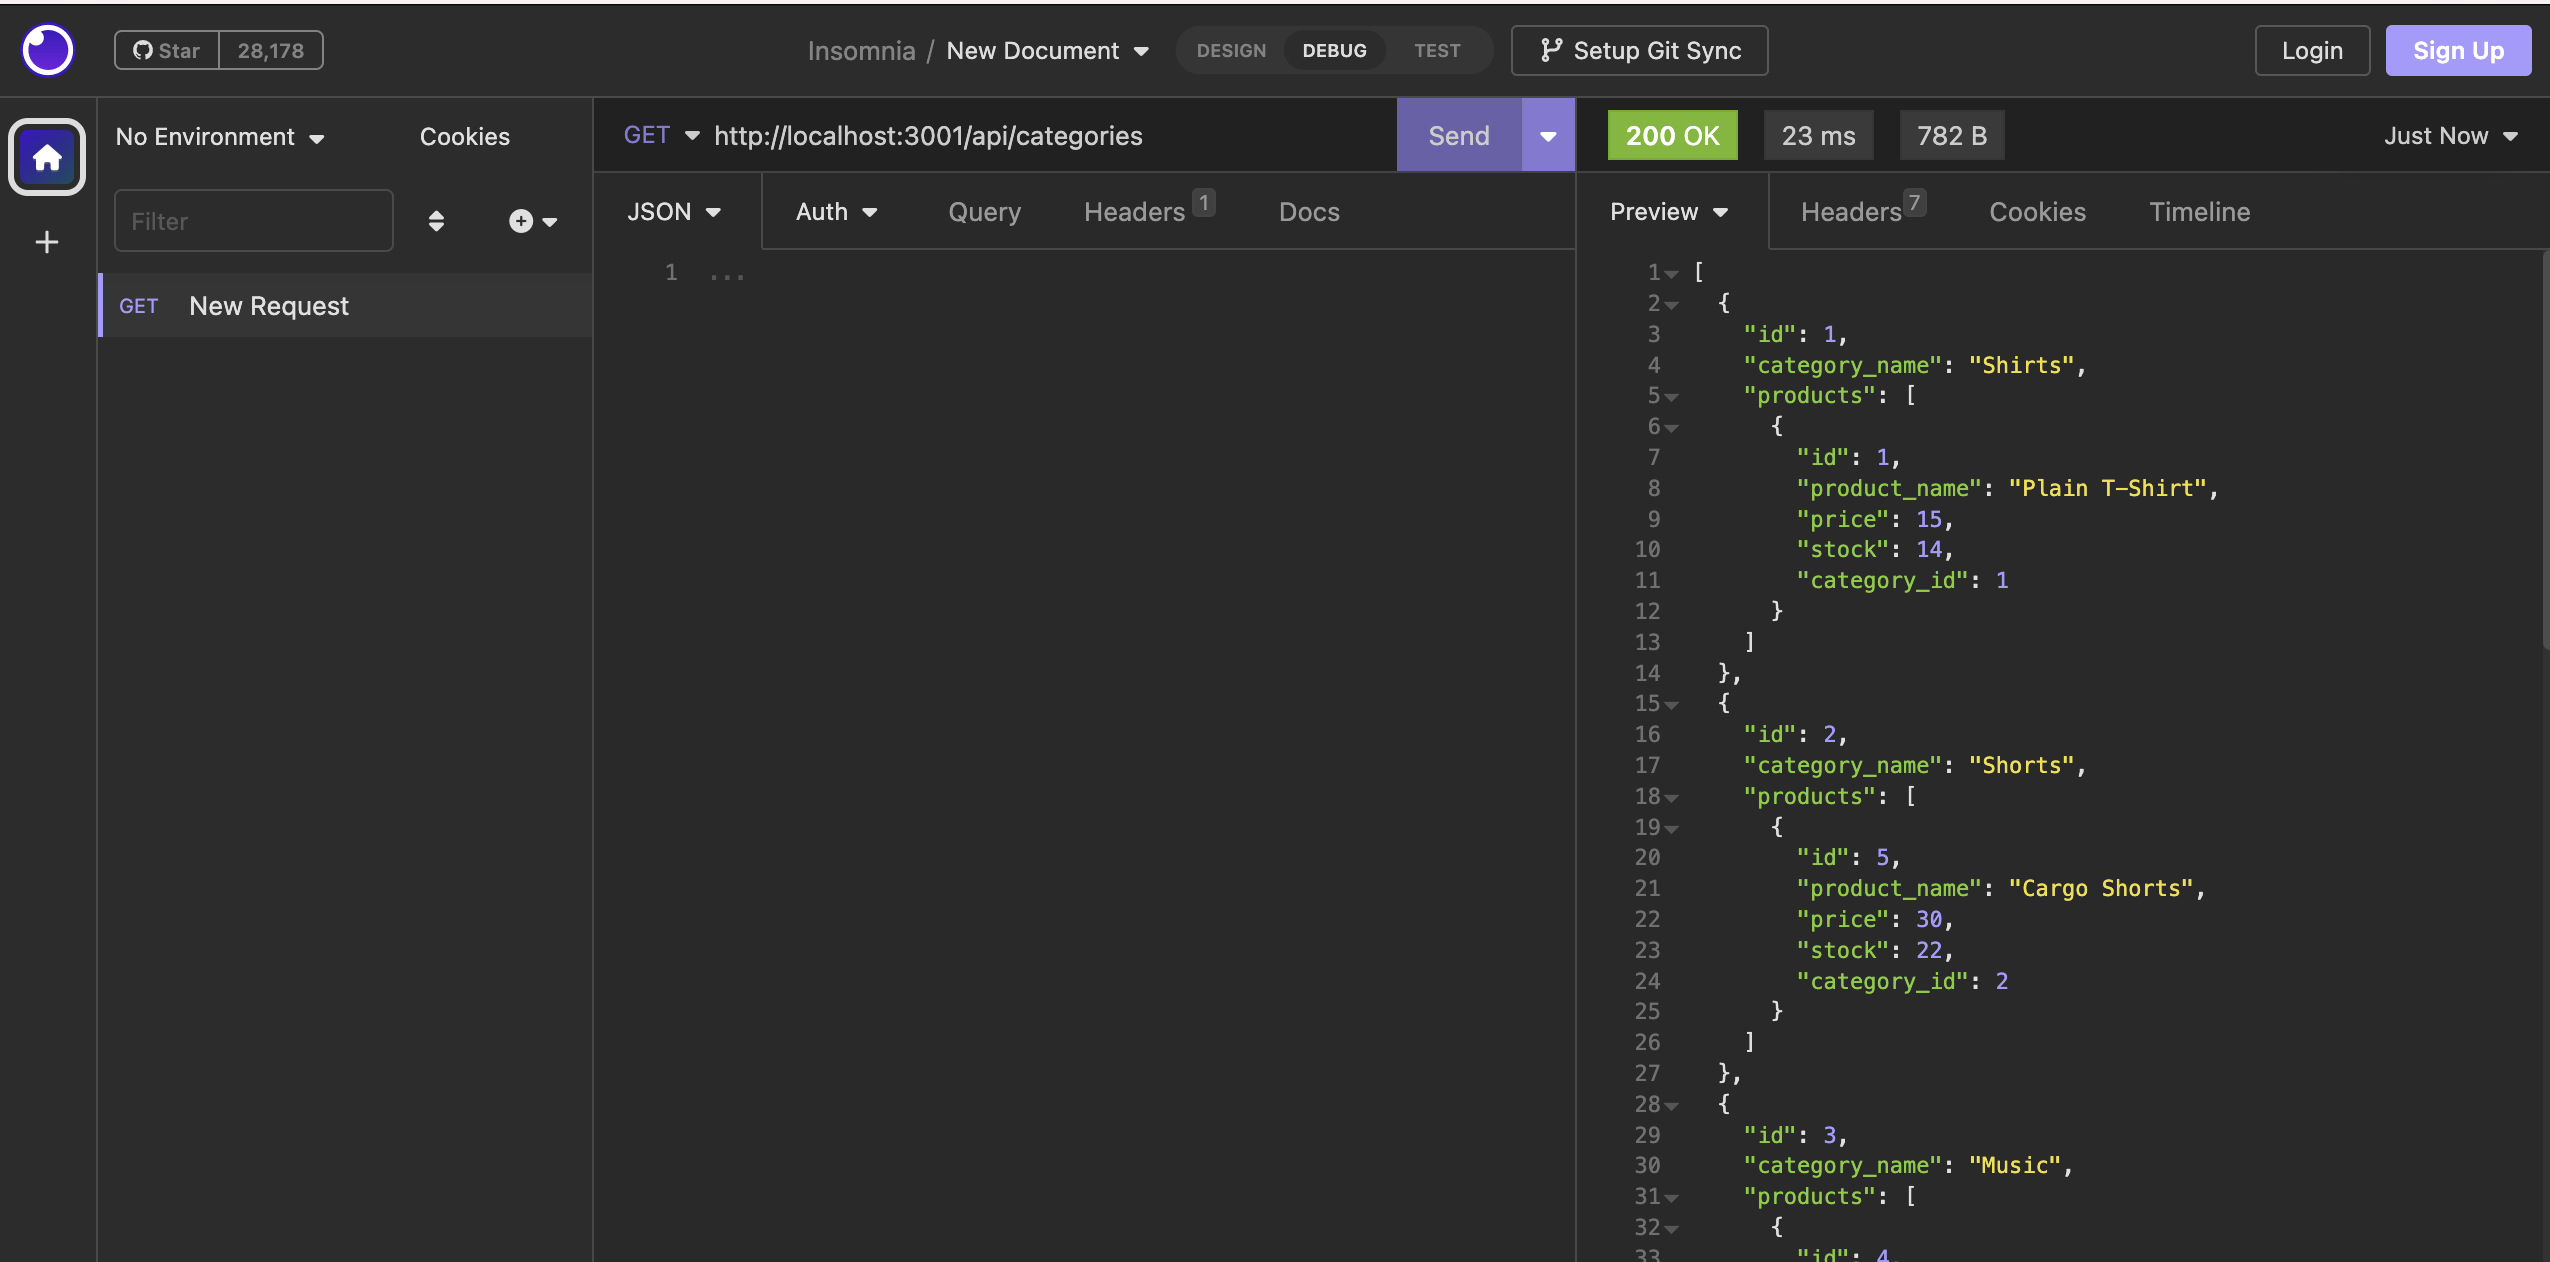 Star 28,178
Insomnia / New Document
DESIGN DEBUG TEST
Setup Git Sync
Login
Sign Up
No Environment
Cookies
Filter
GET New Request
GET http://localhost:3001/api/categories
Send
JSON Auth Query Headers 1 Docs
1 ...
200 OK 23 ms 782 B
Just Now
Preview Headers 7 Cookies Timeline
1 [
2 {
3 "id": 1,
4 "category_name": "Shirts",
5 "products": [
6 {
7 "id": 1,
8 "product_name": "Plain T-Shirt",
9 "price": 15,
10 "stock": 14,
11 "category_id": 1
12 }
13 ]
14 },
15 {
16 "id": 2,
17 "category_name": "Shorts",
18 "products": [
19 {
20 "id": 5,
21 "product_name": "Cargo Shorts",
22 "price": 30,
23 "stock": 22,
24 "category_id": 2
25 }
26 ]
27 },
28 {
29 "id": 3,
30 "category_name": "Music",
31 "products": [
32 {
33 "id": 4,